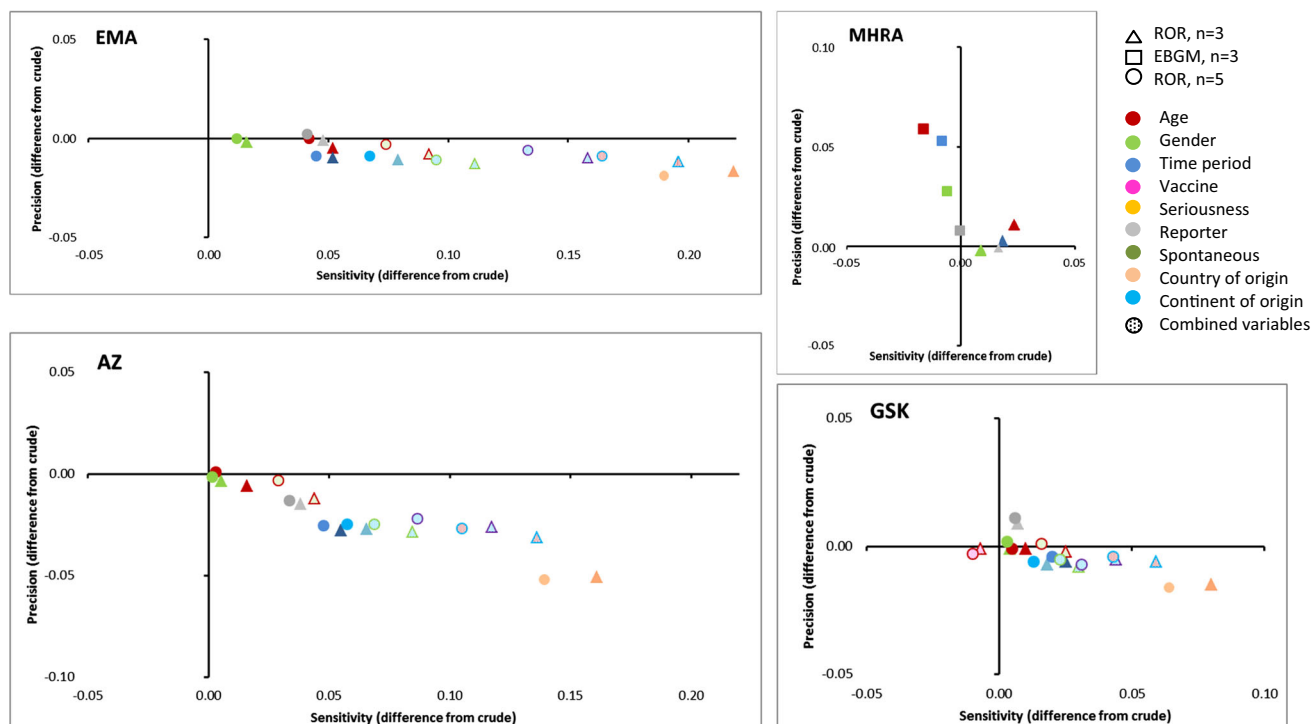 EMA
0.05
0.00
-0.05
-0.05
0.00
0.05
0.10
0.15
0.20
Precision (difference from crude)
Sensitivity (difference from crude)
MHRA
0.10
0.05
0.00
-0.05
-0.05
0.00
0.05
Precision (difference from crude)
Sensitivity (difference from crude)
ROR, n=3
EBGM, n=3
ROR, n=5
Age
Gender
Time period
Vaccine
Seriousness
Reporter
Spontaneous
Country of origin
Continent of origin
Combined variables
AZ
0.05
0.00
-0.05
-0.10
-0.05
0.00
0.05
0.10
0.15
0.20
Precision (difference from crude)
Sensitivity (difference from crude)
GSK
0.05
0.00
-0.05
-0.05
0.00
0.05
0.10
Precision (difference from crude)
Sensitivity (difference from crude)